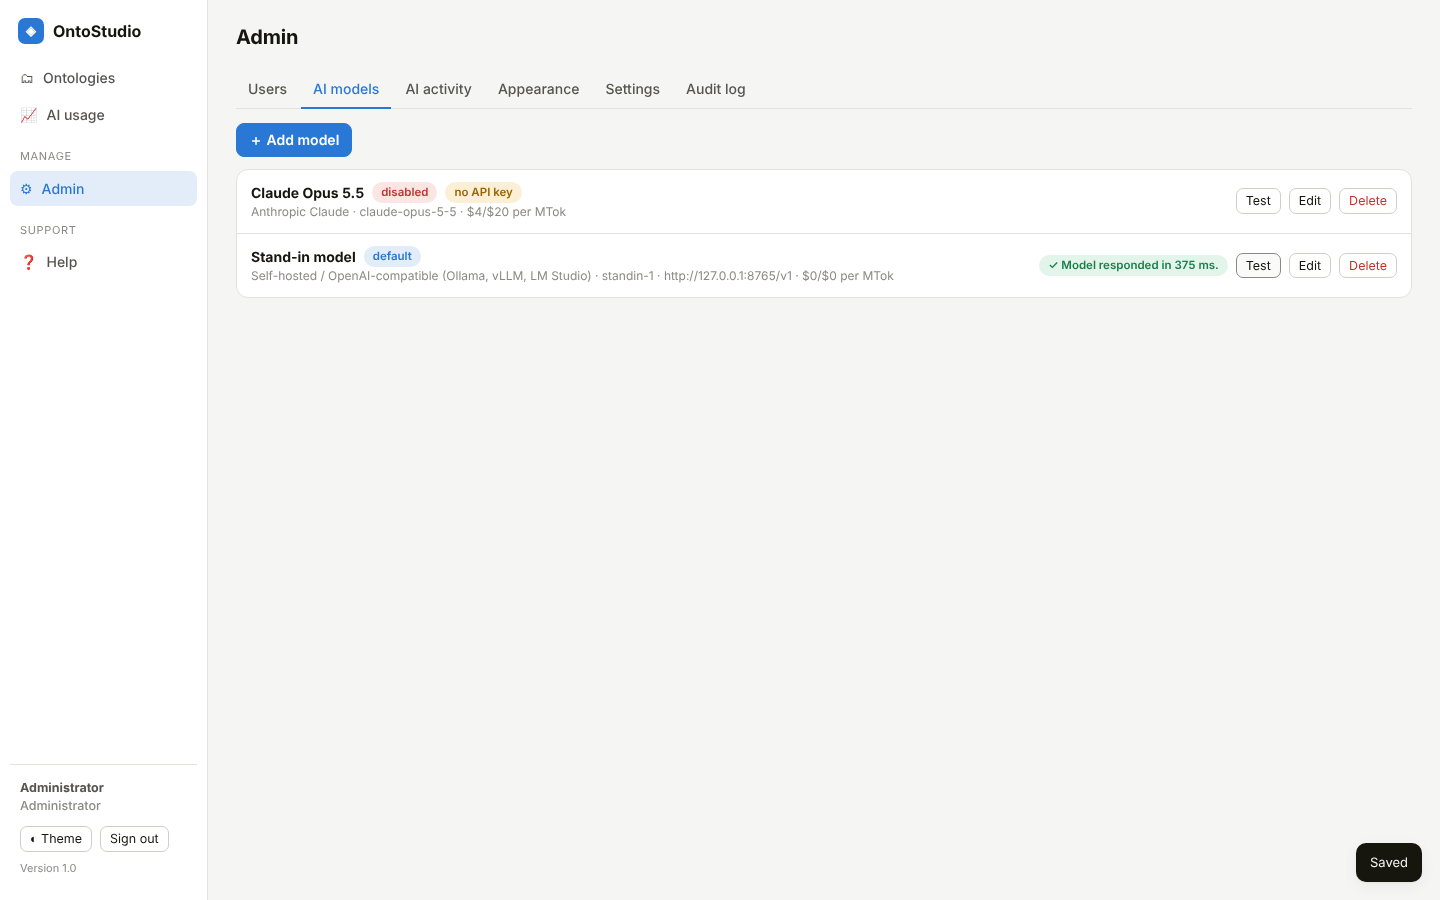 OntoStudio
Ontologies
AI usage
MANAGE
Admin
SUPPORT
Help
Administrator
Administrator
Theme
Sign out
Version 1.0
Admin
Users
AI models
AI activity
Appearance
Settings
Audit log
+ Add model
Claude Opus 5.5 disabled no API key
Anthropic Claude · claude-opus-5-5 · $4/$20 per MTok
Test Edit Delete
Stand-in model default
Self-hosted / OpenAI-compatible (Ollama, vLLM, LM Studio) · standin-1 · http://127.0.0.1:8765/v1 · $0/$0 per MTok
✓ Model responded in 375 ms. Test Edit Delete
Saved